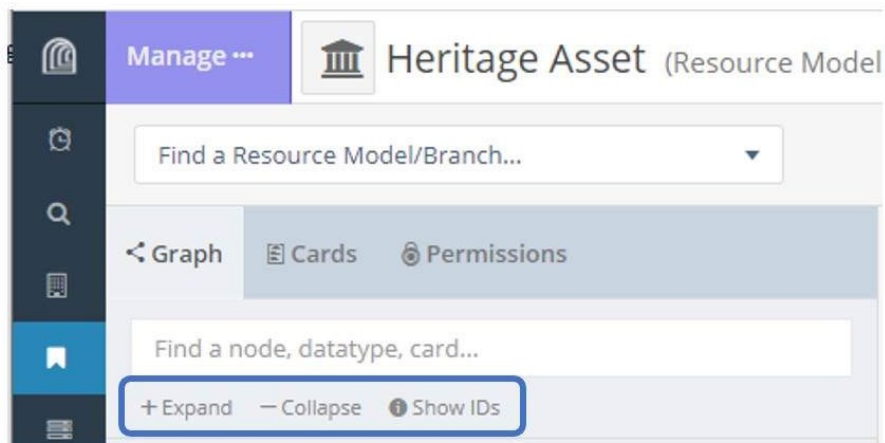 Manage ...
Heritage Asset (Resource Model
Find a Resource Model/Branch...
Graph Cards Permissions
Find a node, datatype, card...
+ Expand − Collapse Show IDs